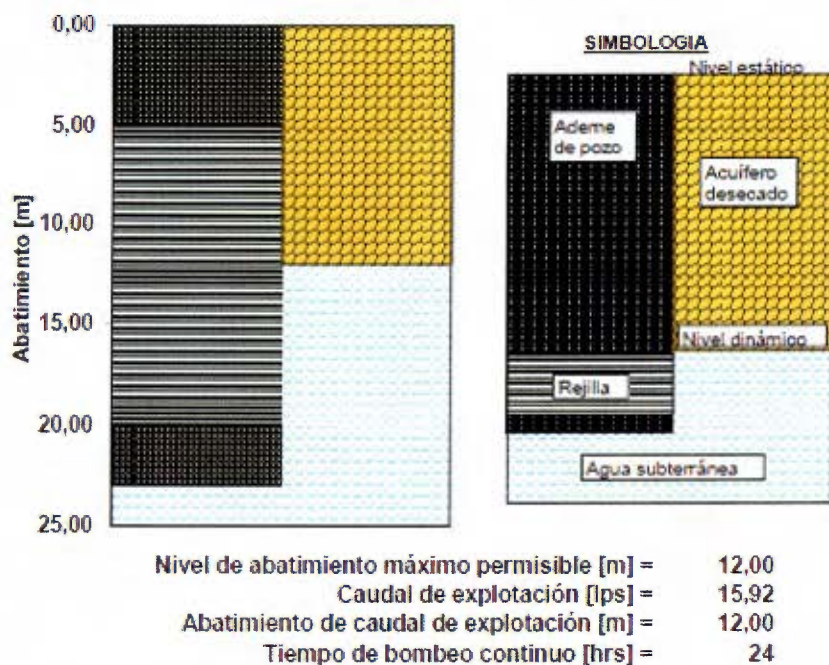 Abatimiento [m]
0,00
5,00
10,00
15,00
20,00
25,00
SIMBOLOGIA
Nivel estático
Ademe
de pozo
Acuífero
desecado
Nivel dinámico
Rejilla
Agua subterránea
Nivel de abatimiento máximo permisible [m] = 12,00
Caudal de explotación [lps] = 15,92
Abatimiento de caudal de explotación [m] = 12,00
Tiempo de bombeo continuo [hrs] = 24